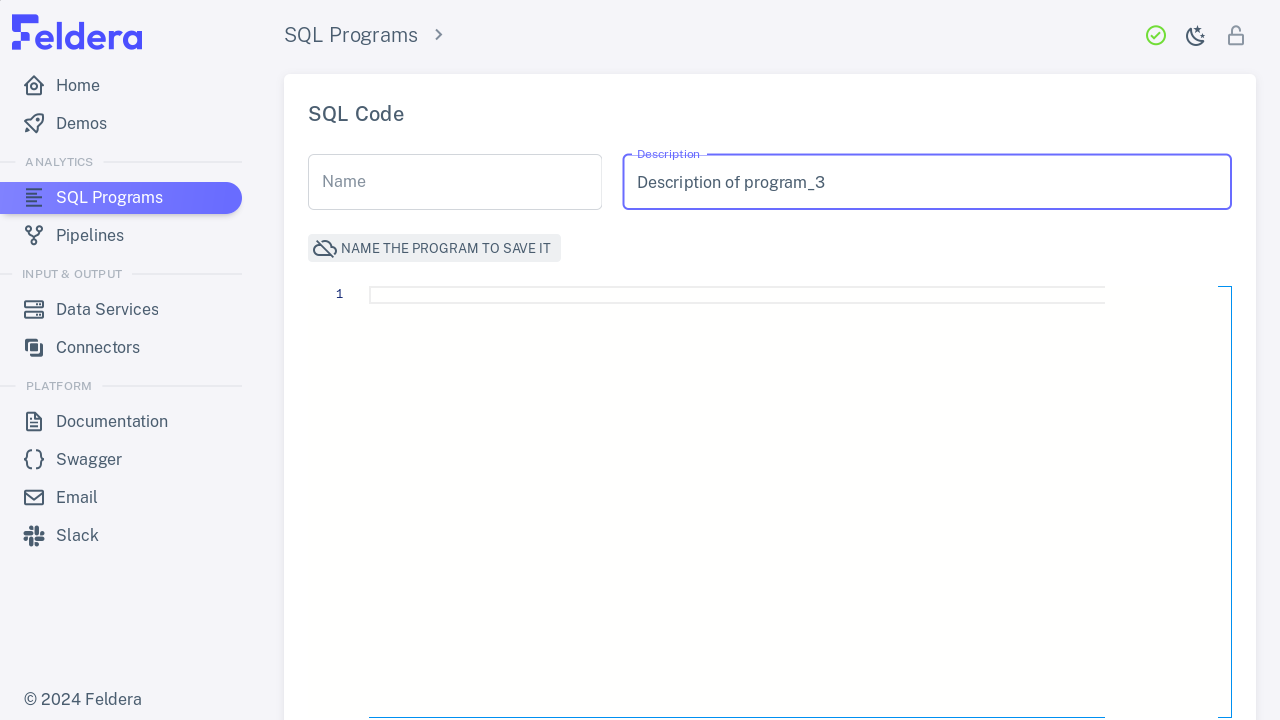 Feldera
Home
Demos
ANALYTICS
SQL Programs
Pipelines
INPUT & OUTPUT
Data Services
Connectors
PLATFORM
Documentation
Swagger
Email
Slack
© 2024 Feldera
SQL Programs
SQL Code
Name
Description
Description of program_3
NAME THE PROGRAM TO SAVE IT
1